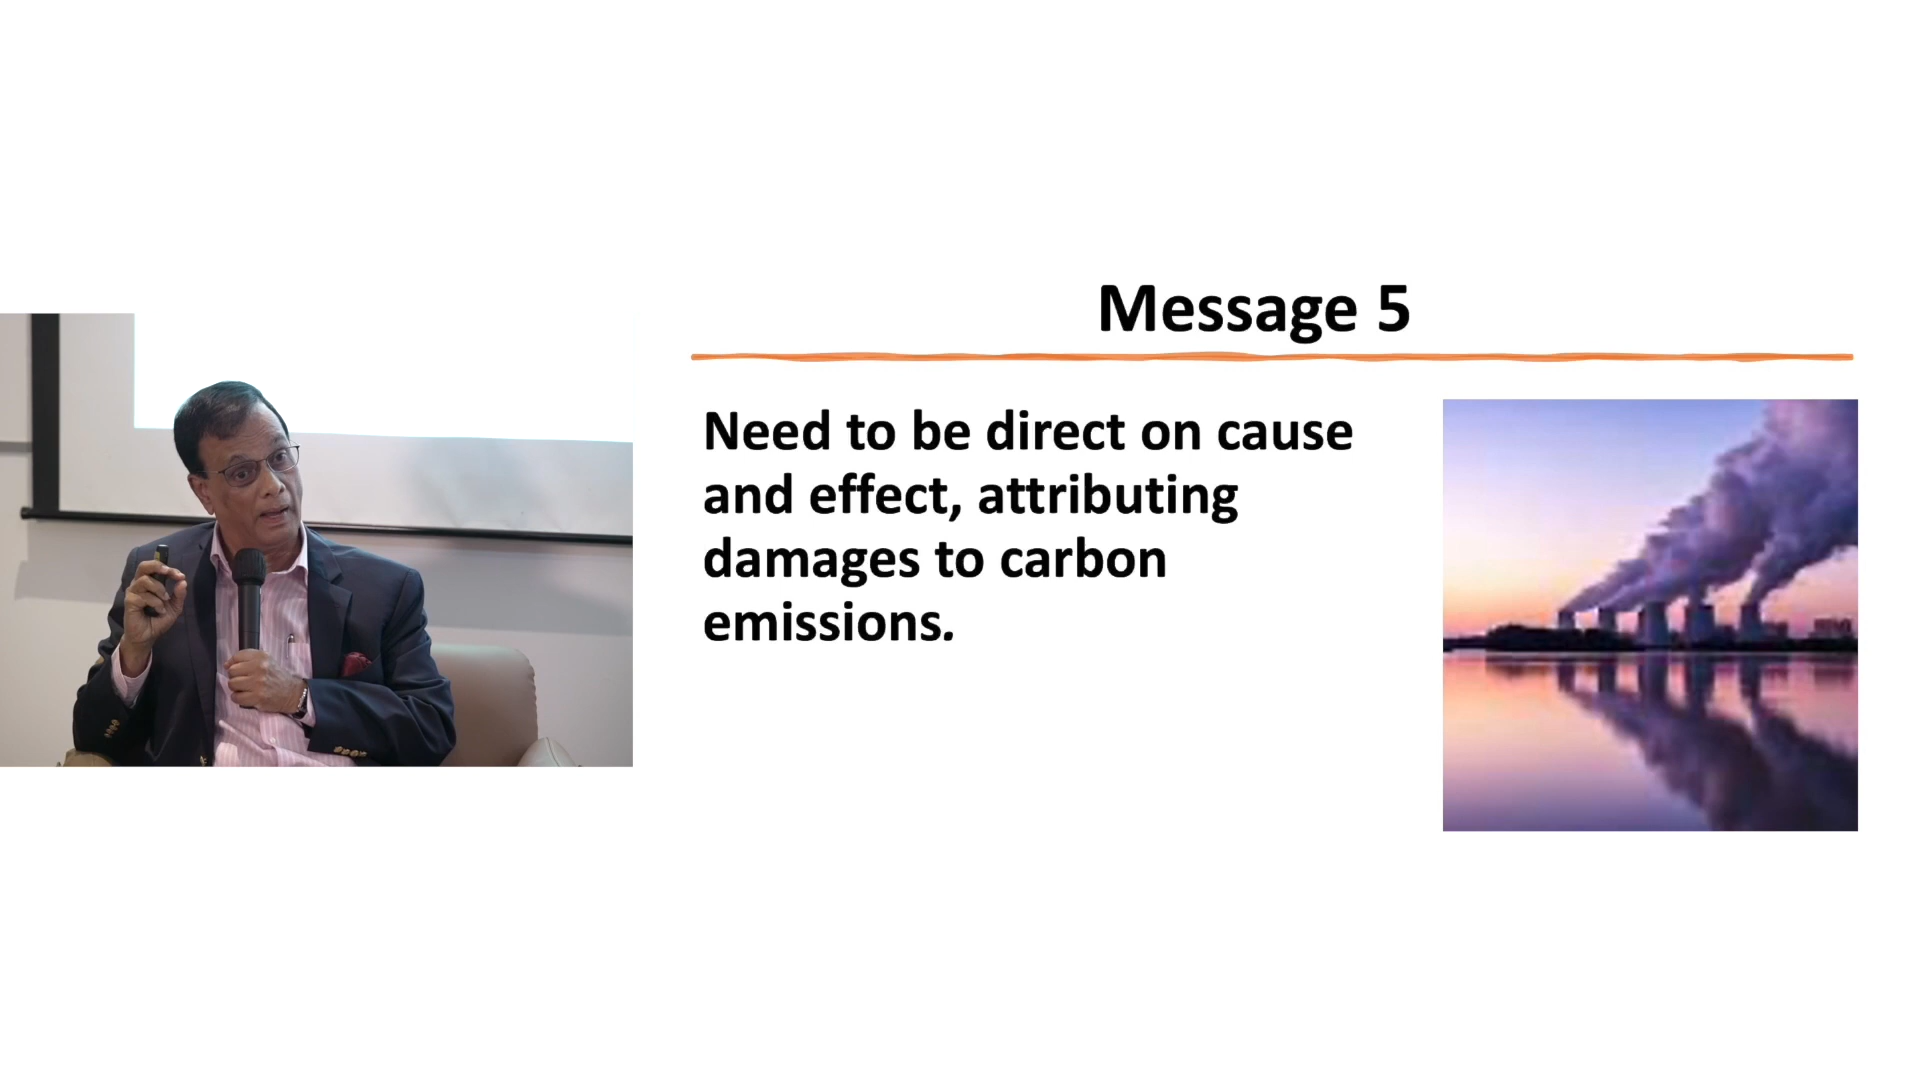 Message 5
Need to be direct on cause
and effect, attributing
damages to carbon
emissions.